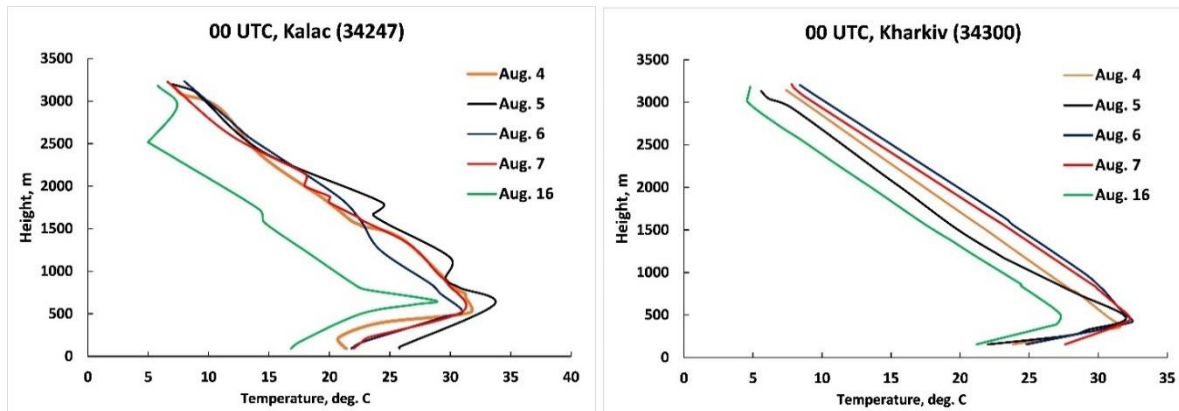 00 UTC, Kalac (34247)
3500
3000
2500
2000
1500
1000
500
0
Height, m
0 5 10 15 20 25 30 35 40
Temperature, deg. C
Aug. 4
Aug. 5
Aug. 6
Aug. 7
Aug. 16
00 UTC, Kharkiv (34300)
3500
3000
2500
2000
1500
1000
500
0
Height, m
0 5 10 15 20 25 30 35
Temperature, deg. C
Aug. 4
Aug. 5
Aug. 6
Aug. 7
Aug. 16